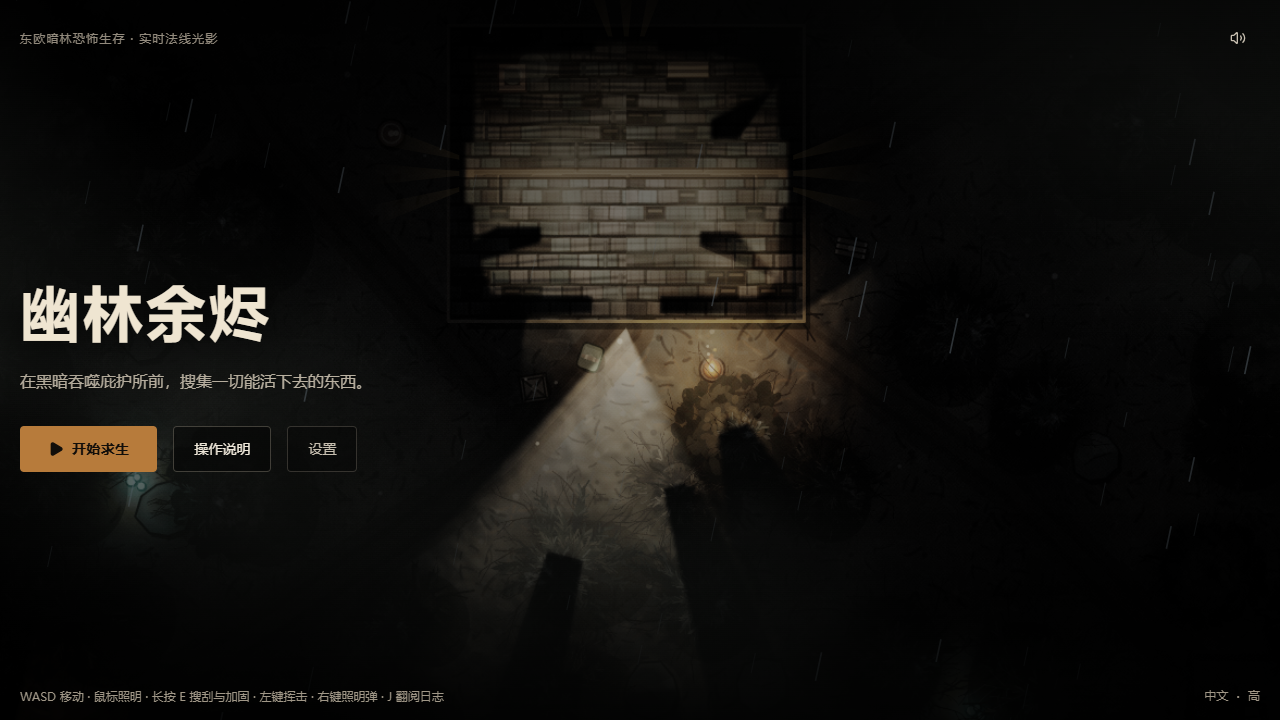 东欧暗林恐怖生存 · 实时法线光影
幽林余烬
在黑暗吞噬庇护所前，搜集一切能活下去的东西。
开始求生
操作说明
设置
WASD 移动 · 鼠标照明 · 长按 E 搜刮与加固 · 左键挥击 · 右键照明弹 · J 翻阅日志
中文 · 高